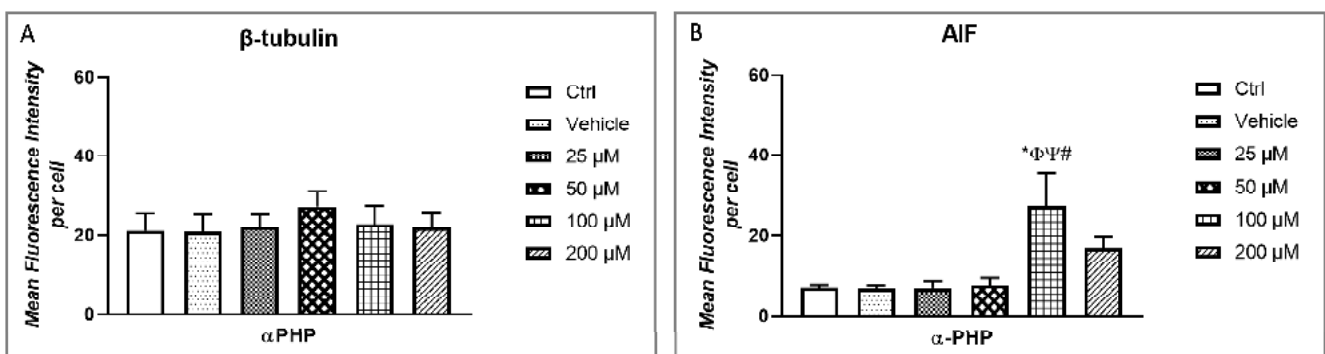 A
β-tubulin
Mean Fluorescence Intensity
per cell
60
40
20
0
αPHP
Ctrl
Vehicle
25 µM
50 µM
100 µM
200 µM
B
AIF
Mean Fluorescence Intensity
per cell
60
40
20
0
*ΦΨ#
α-PHP
Ctrl
Vehicle
25 µM
50 µM
100 µM
200 µM